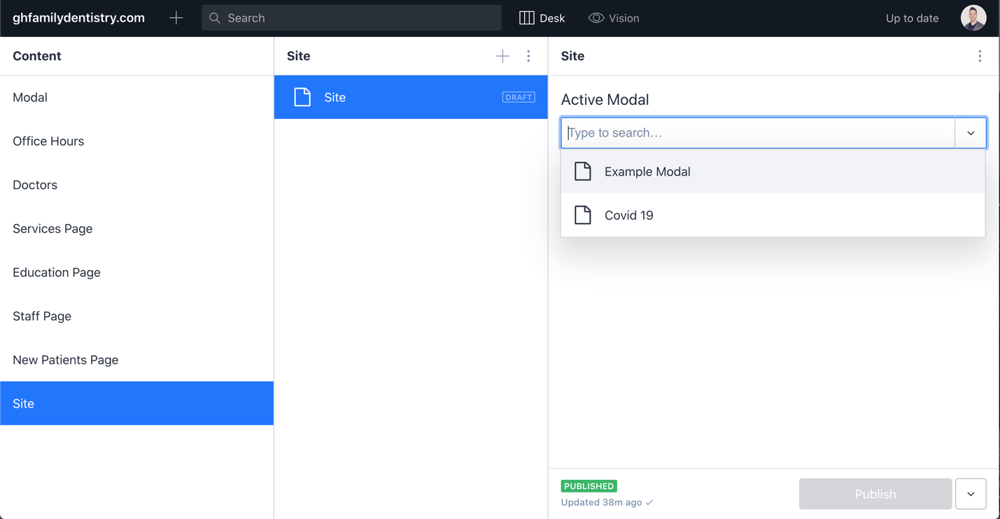 ghfamilydentistry.com
Search
Desk
Vision
Up to date
Content
Modal
Office Hours
Doctors
Services Page
Education Page
Staff Page
New Patients Page
Site
Site
Site
DRAFT
Site
Active Modal
Type to search...
Example Modal
Covid 19
PUBLISHED
Updated 38m ago
Publish